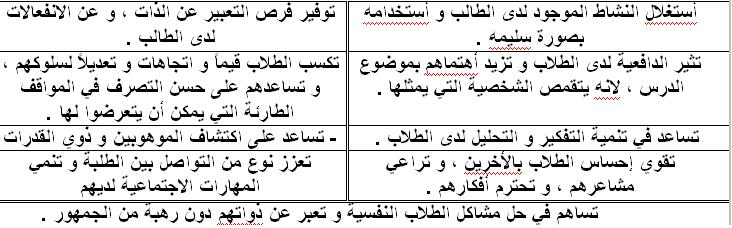 أستغلال النشاط الموجود لدى الطالب و أستخدامه
بصورة سليمه .
توفير فرص التعبير عن الذات ، و عن الانفعالات
لدى الطالب .
تثير الدافعية لدى الطلاب و تزيد أهتماهم بموضوع
الدرس ، لانه يتقمص الشخصية التي يمثلها .
تكسب الطلاب قيماً و اتجاهات و تعديلاً لسلوكهم ،
و تساعدهم على حسن التصرف في المواقف
الطارئة التي يمكن أن يتعرضوا لها .
تساعد في تنمية التفكير و التحليل لدى الطلاب .
- تساعد على اكتشاف الموهوبين و ذوي القدرات
تقوي إحساس الطلاب بالأخرين ، و تراعي
مشاعرهم ، و تحترم أفكارهم .
تعزز نوع من التواصل بين الطلبة و تنمي
المهارات الاجتماعية لديهم
تساهم في حل مشاكل الطلاب النفسية و تعبر عن ذواتهم دون رهبة من الجمهور .